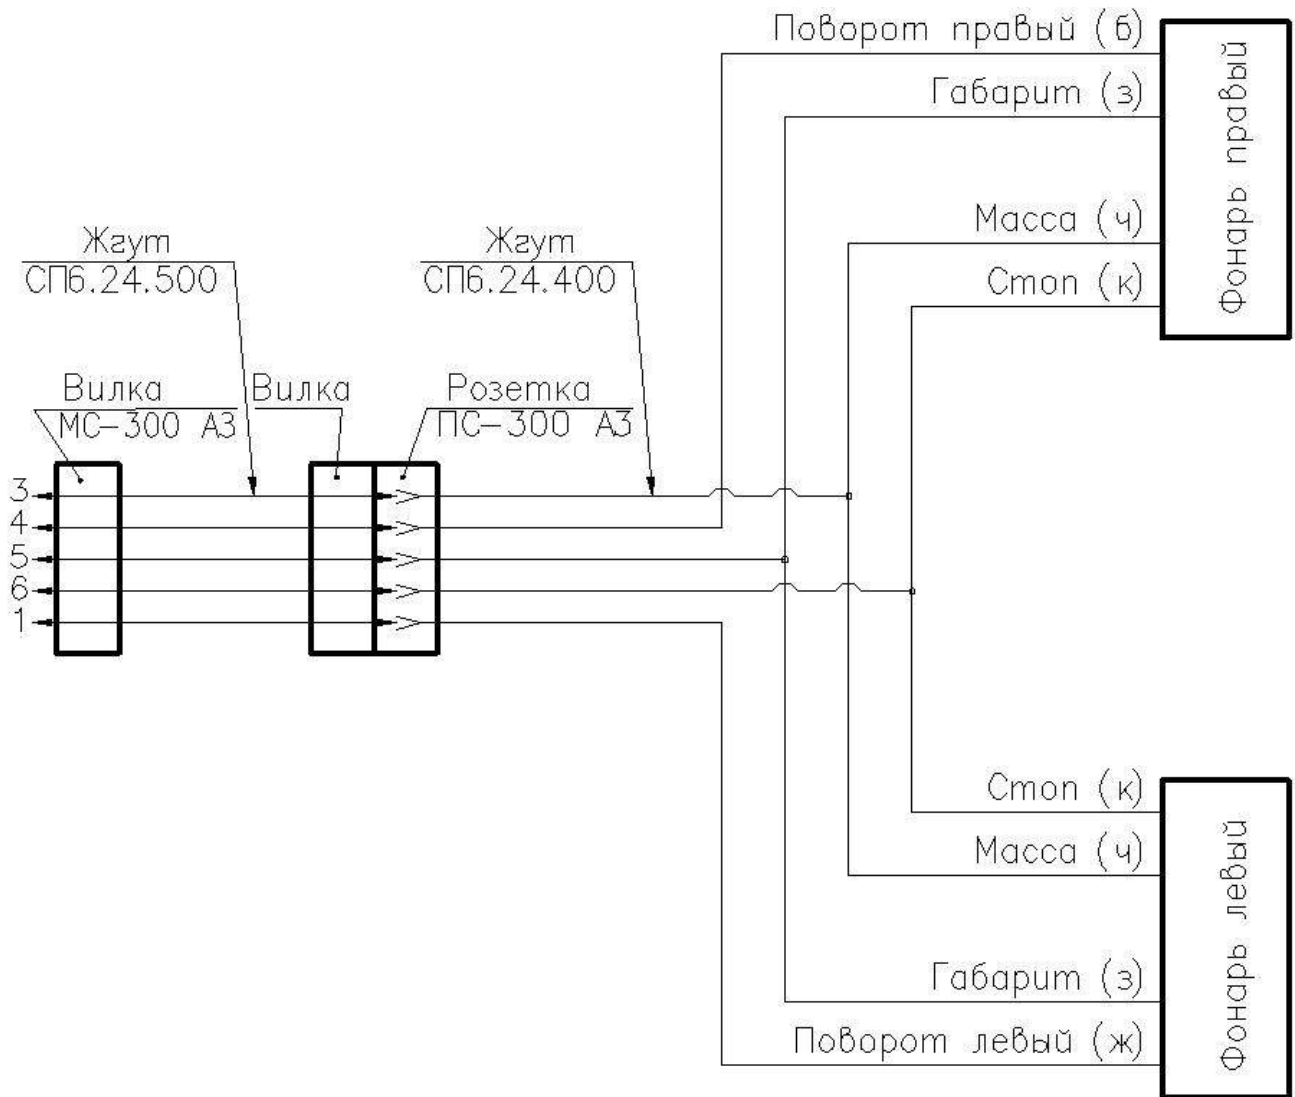 Поворот правый (б)
Габарит (з)
Масса (ч)
Стоп (к)
Фонарь правый
Жгут
СП6.24.500
Жгут
СП6.24.400
Вилка
МС-300 А3
Вилка
Розетка
ПС-300 А3
3
4
5
6
1
Стоп (к)
Масса (ч)
Габарит (з)
Поворот левый (ж)
Фонарь левый